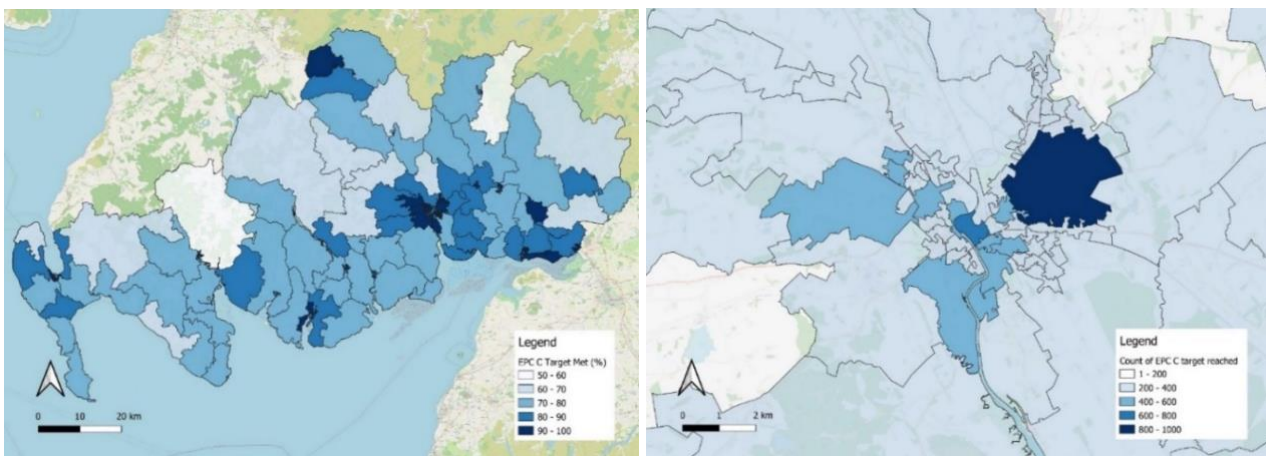 Legend
EPC C Target Met (%)
50 - 60
60 - 70
70 - 80
80 - 90
90 - 100
0 10 20 km
Legend
Count of EPC C target reached
1 - 200
200 - 400
400 - 600
600 - 800
800 - 1000
0 1 2 km